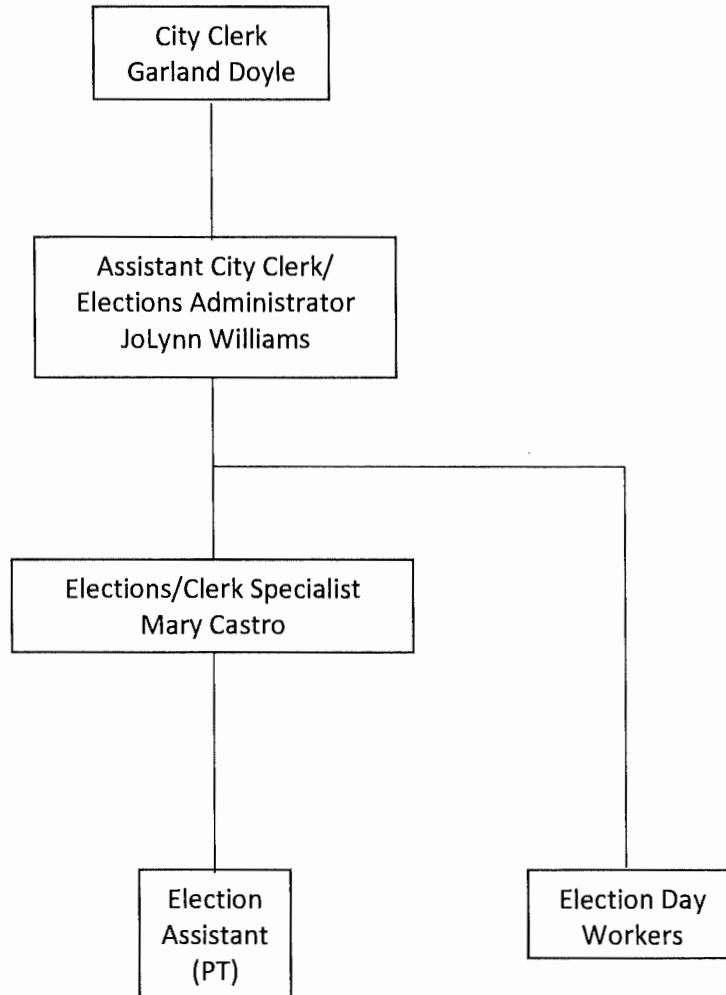 City Clerk
Garland Doyle
Assistant City Clerk/
Elections Administrator
JoLynn Williams
Elections/Clerk Specialist
Mary Castro
Election
Assistant
(PT)
Election Day
Workers